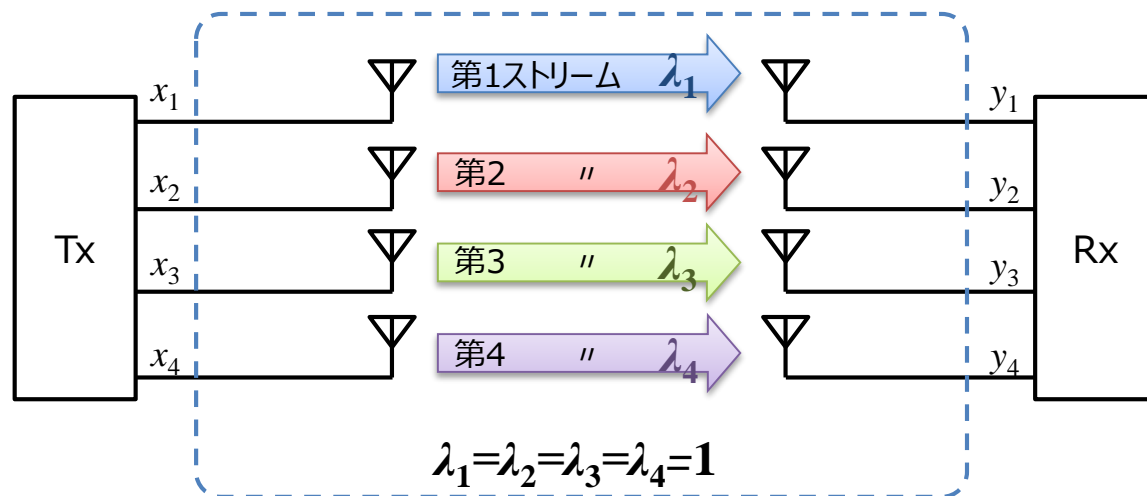 x1 第1ストリーム λ1 y1
x2 第2 〃 λ2 y2
Tx x3 第3 〃 λ3 y3 Rx
x4 第4 〃 λ4 y4
λ1=λ2=λ3=λ4=1